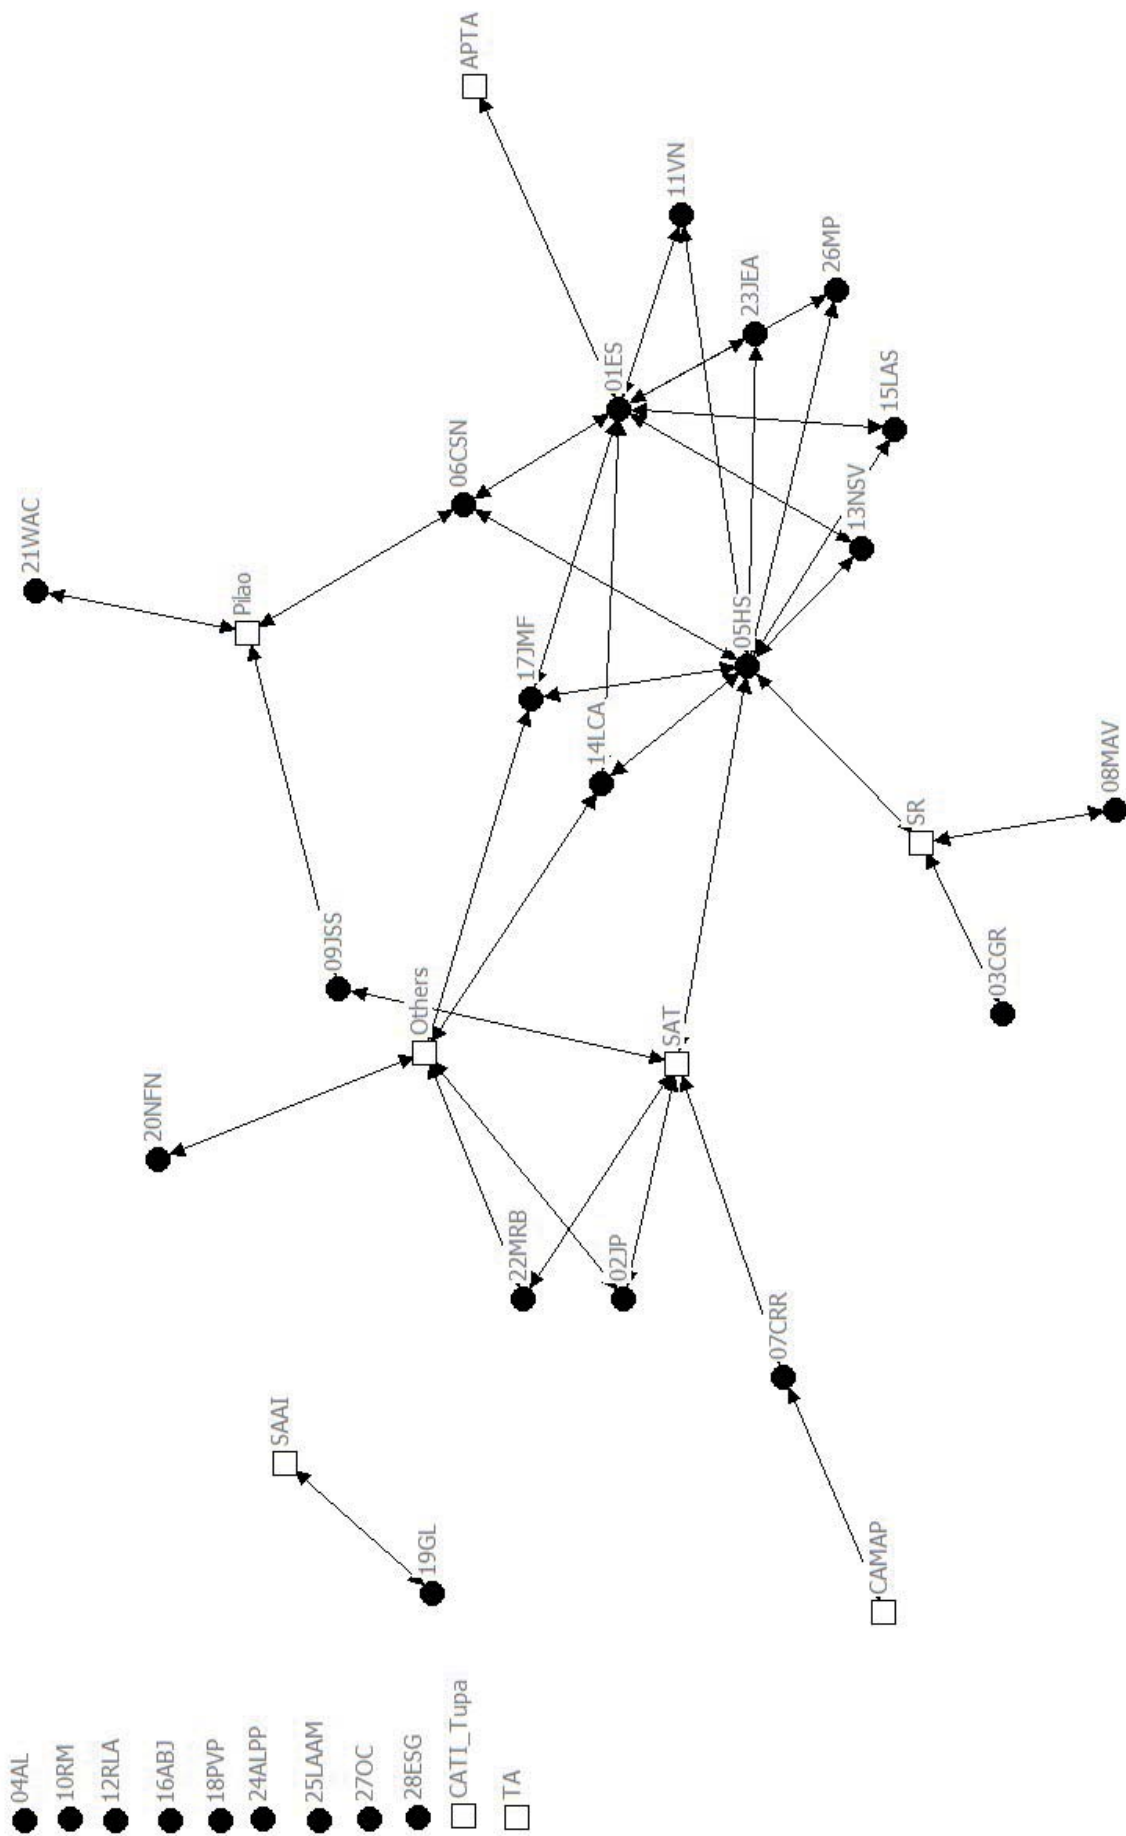 04AL
10RM
12RLA
16ABJ
18PVP
24ALPP
25LAAM
27OC
28ESG
CATI_Tupa
TA
SAAI
19GL
CAMAP
07CRR
20NFN
22MRB
02JP
Others
09JSS
SAT
03CGR
SR
08MAV
14LCA
17JMF
05HS
Pilao
21WAC
06CSN
13NSV
15LAS
01ES
23JEA
26MP
11VN
APTA